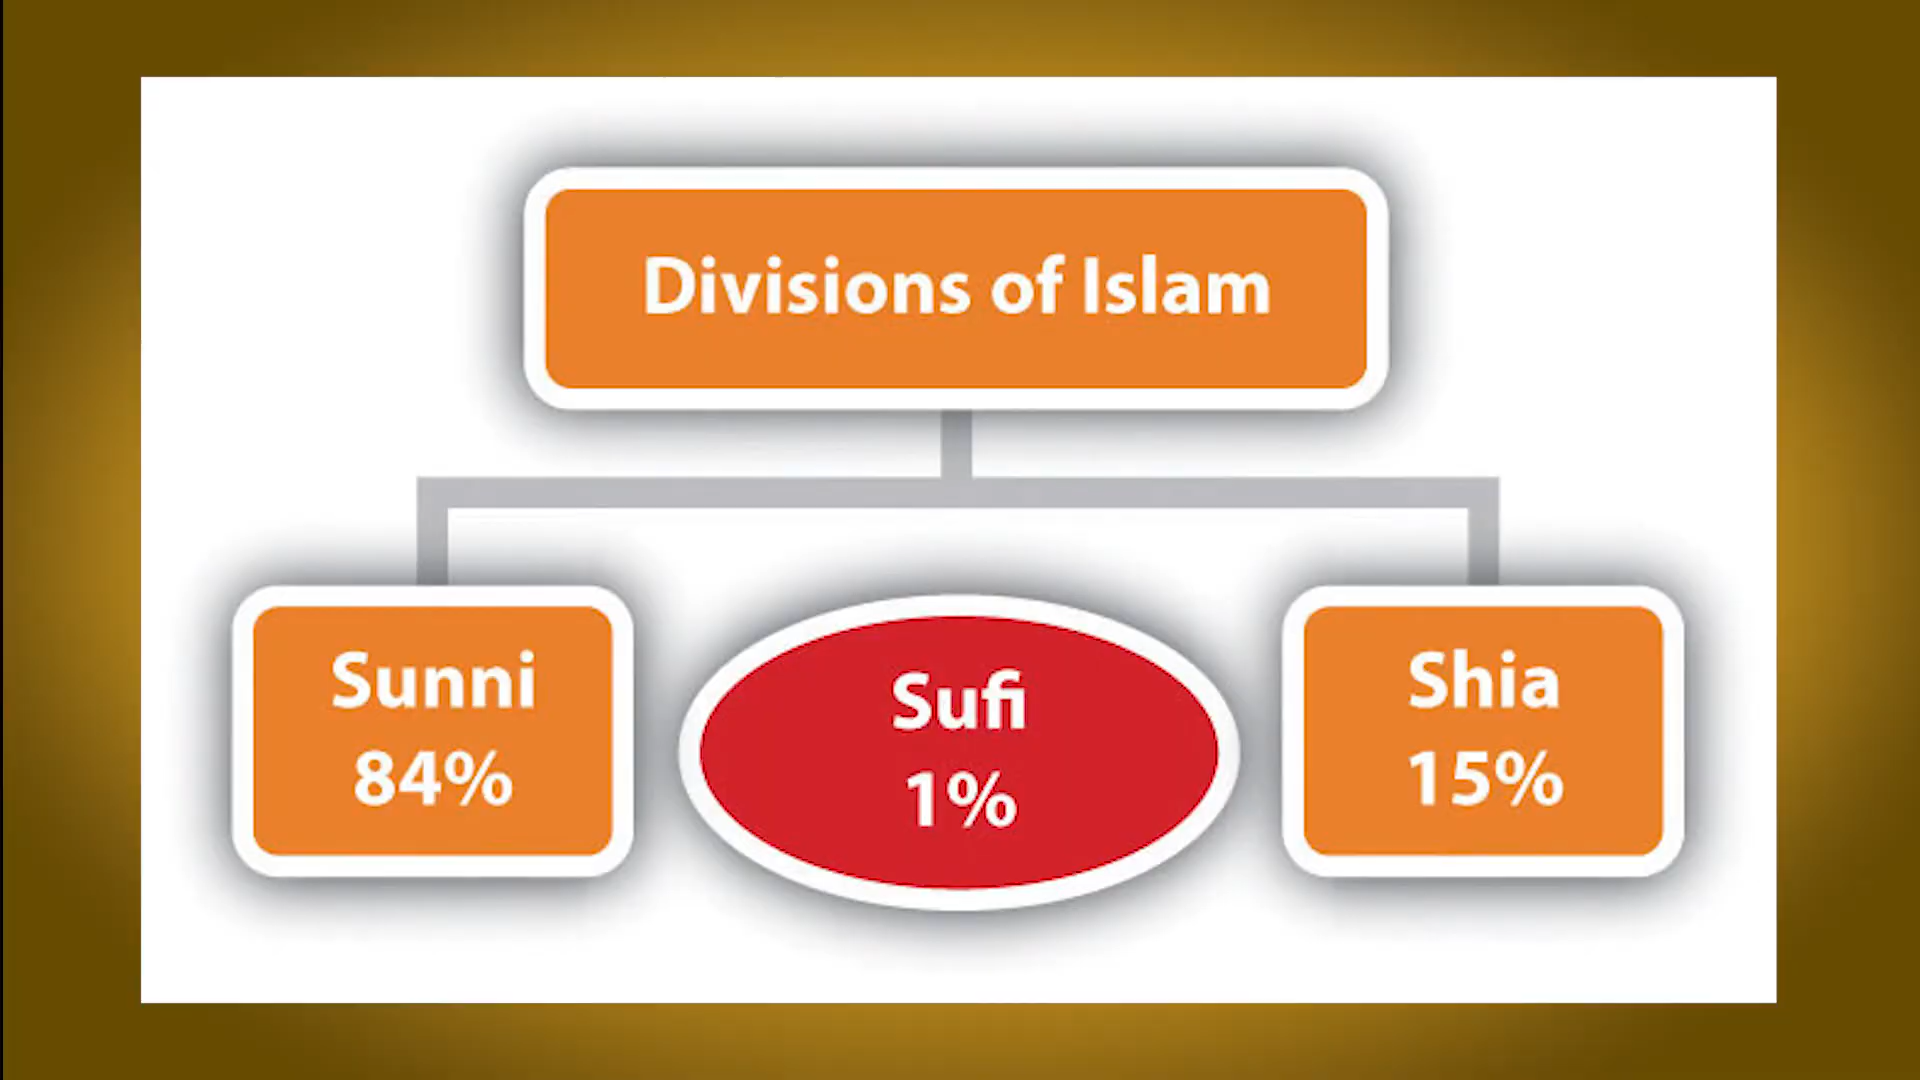 Divisions of Islam
Sunni
84%
Sufi
1%
Shia
15%